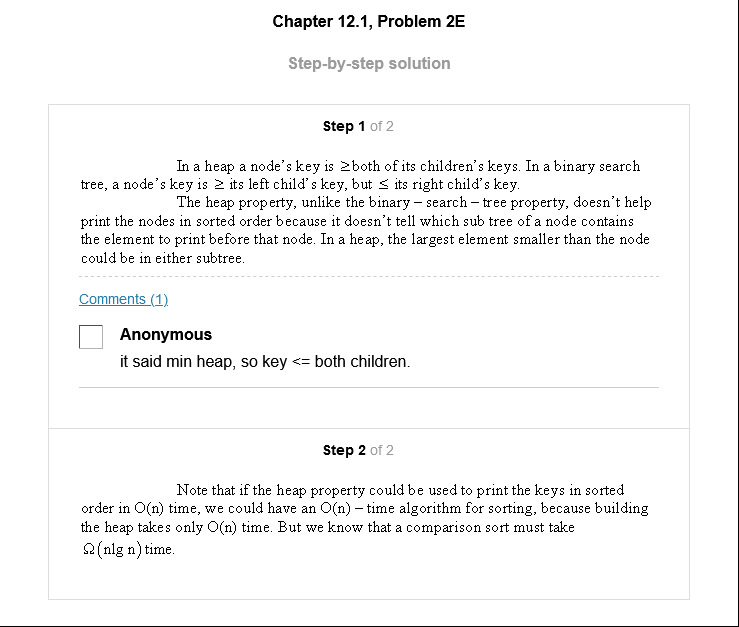 Chapter 12.1, Problem 2E
Step-by-step solution
Step 1 of 2
In a heap a node's key is ≥both of its children's keys. In a binary search
tree, a node's key is ≥ its left child's key, but ≤ its right child's key.
The heap property, unlike the binary – search – tree property, doesn't help
print the nodes in sorted order because it doesn't tell which sub tree of a node contains
the element to print before that node. In a heap, the largest element smaller than the node
could be in either subtree.
Comments (1)
Anonymous
it said min heap, so key <= both children.
Step 2 of 2
Note that if the heap property could be used to print the keys in sorted
order in O(n) time, we could have an O(n) – time algorithm for sorting, because building
the heap takes only O(n) time. But we know that a comparison sort must take
Ω(nlg n) time.